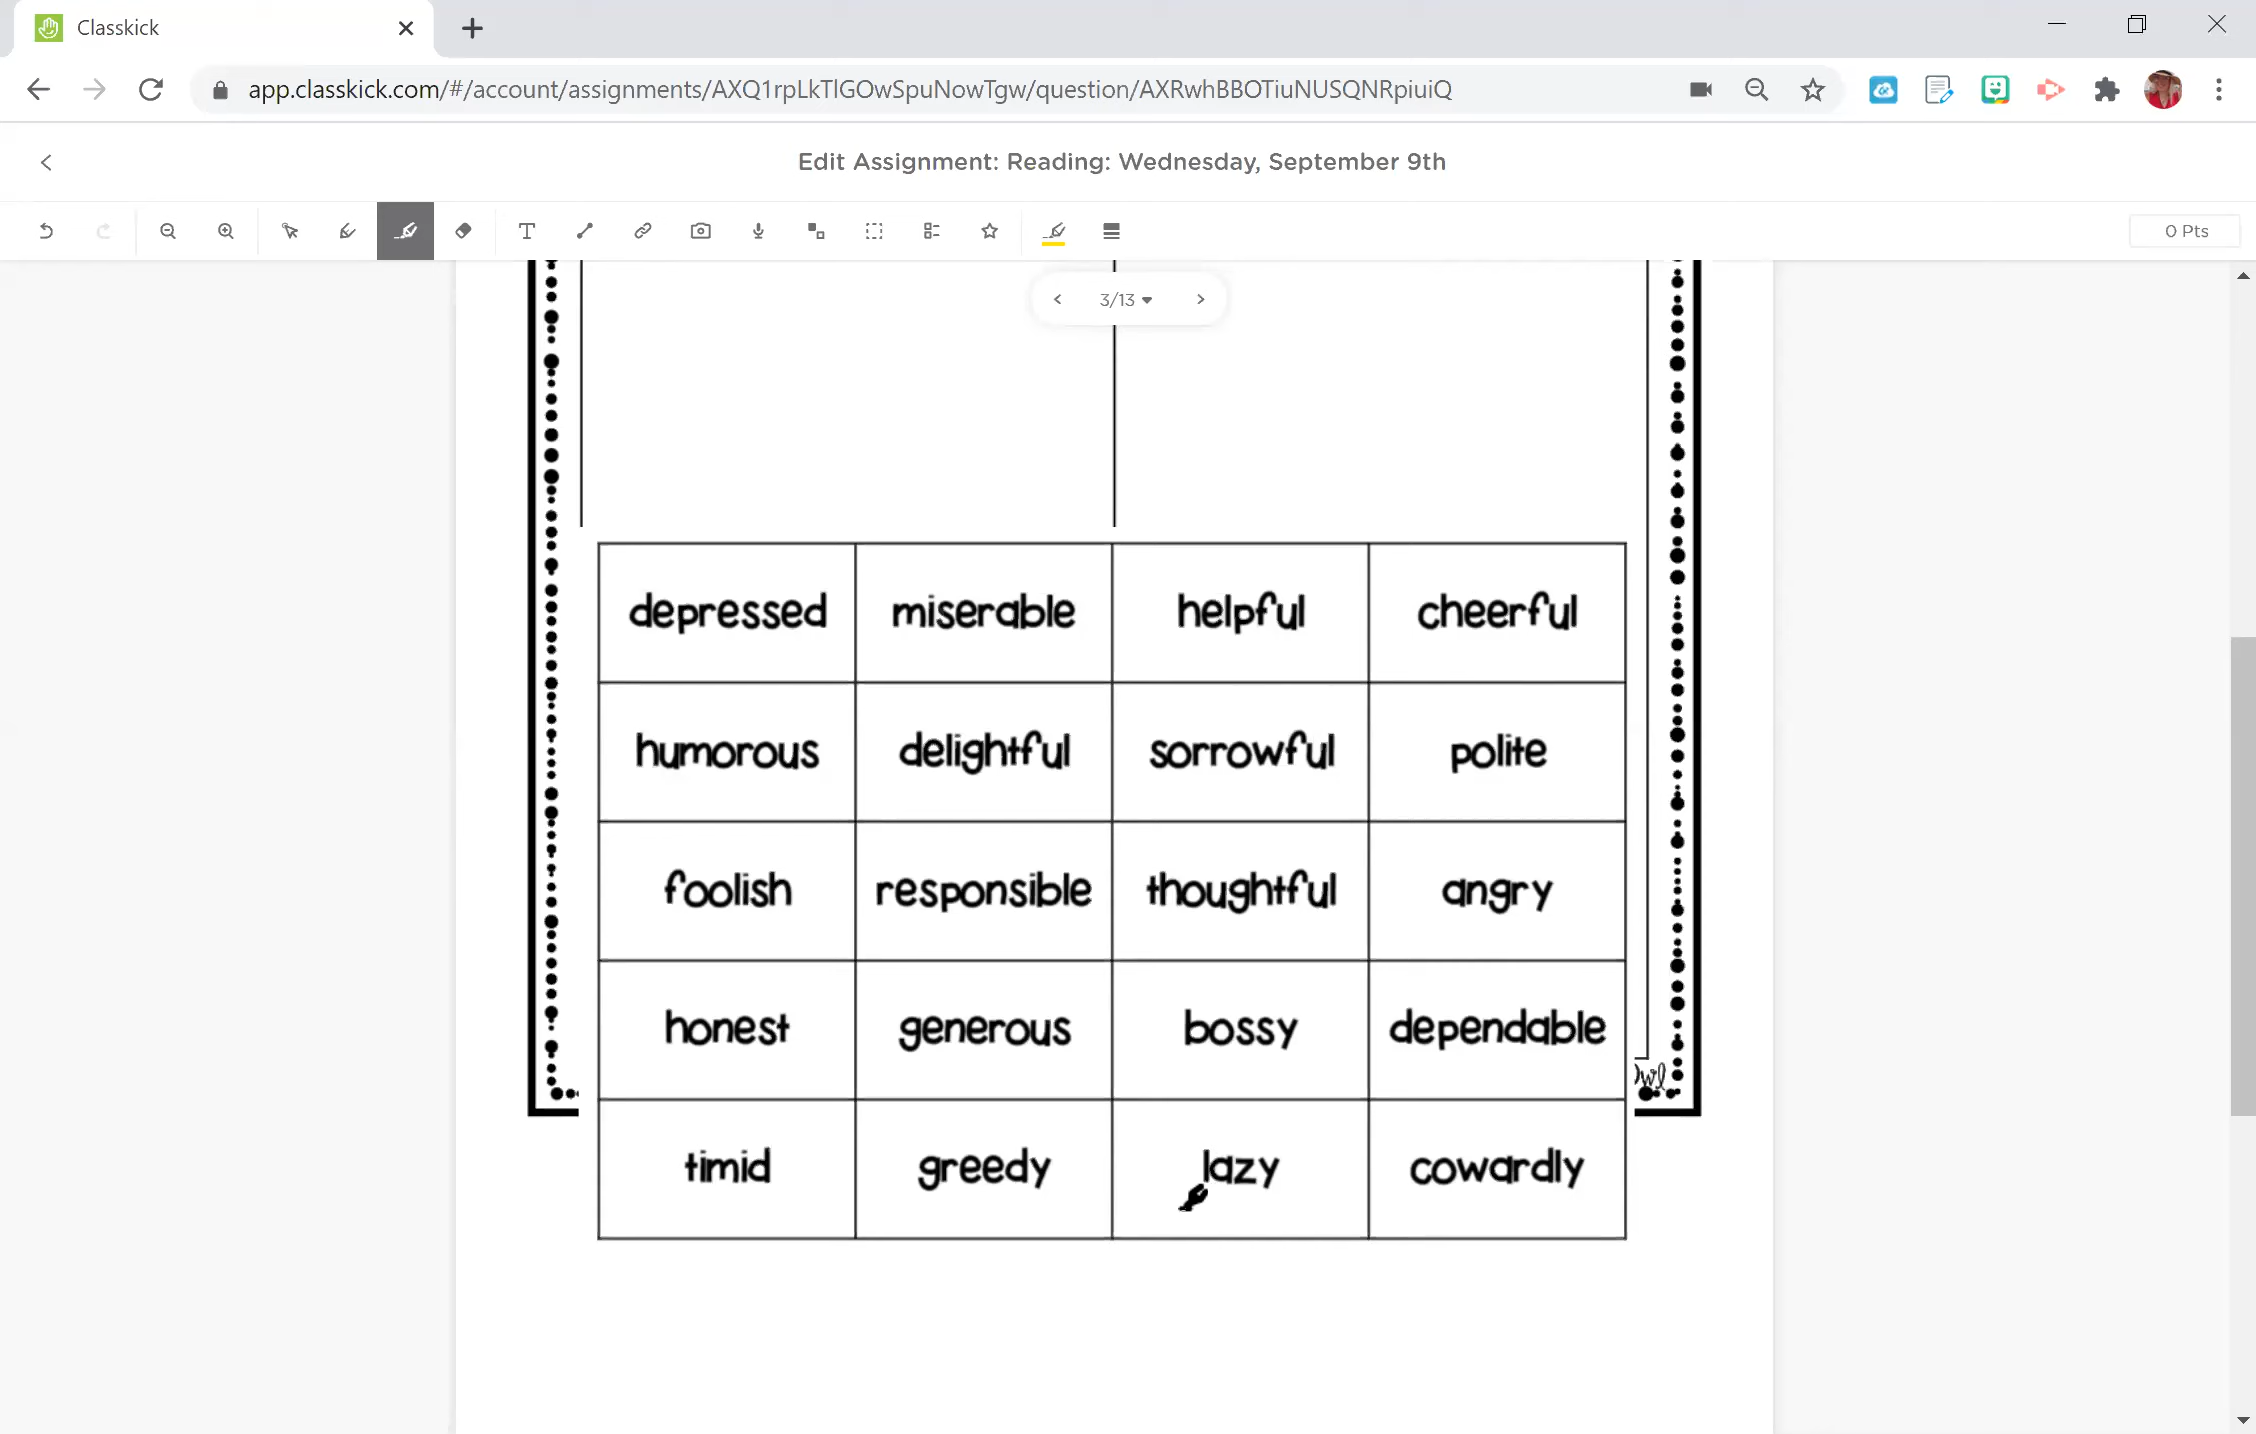 Classkick
app.classkick.com/#/account/assignments/AXQ1rpLkTlGOwSpuNowTgw/question/AXRwhBBOTiuNUSQNRpiuiQ
Edit Assignment: Reading: Wednesday, September 9th
T
0 Pts
3/13
depressed miserable helpful cheerful
humorous delightful sorrowful polite
foolish responsible thoughtful angry
honest generous bossy dependable
Owl
timid greedy lazy cowardly